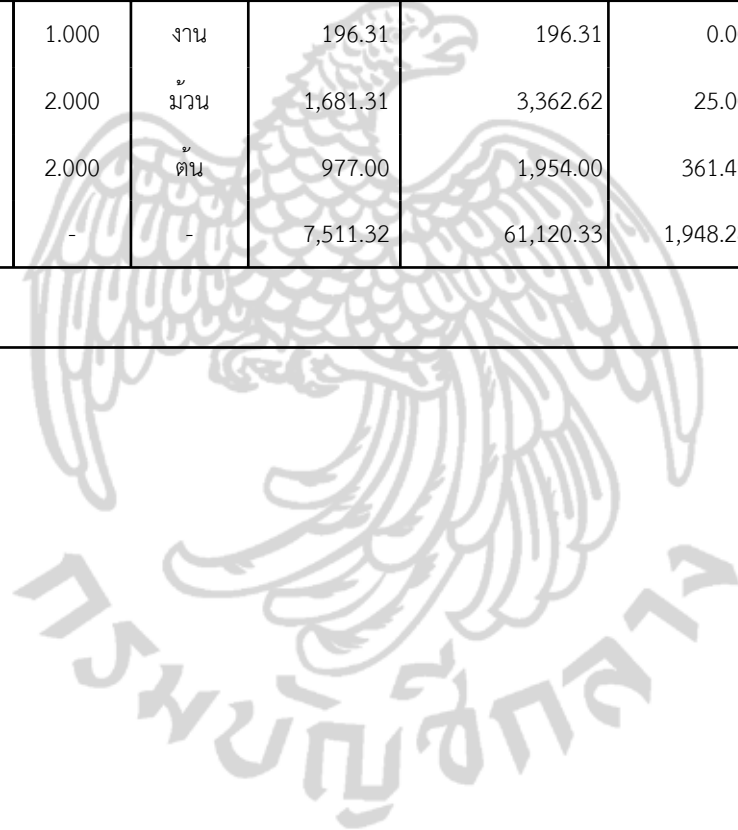 1.000 งาน 196.31 196.31 0.0
2.000 ม้วน 1,681.31 3,362.62 25.0
2.000 ต้น 977.00 1,954.00 361.4
- - 7,511.32 61,120.33 1,948.2
กรมบัญชีกลาง